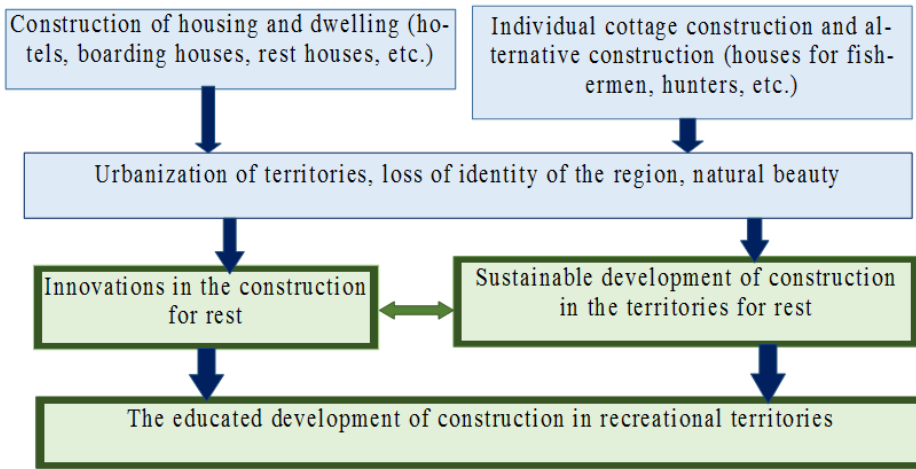 Construction of housing and dwelling (ho-
tels, boarding houses, rest houses, etc.)
Individual cottage construction and al-
ternative construction (houses for fish-
ermen, hunters, etc.)
Urbanization of territories, loss of identity of the region, natural beauty
Innovations in the construction
for rest
Sustainable development of construction
in the territories for rest
The educated development of construction in recreational territories